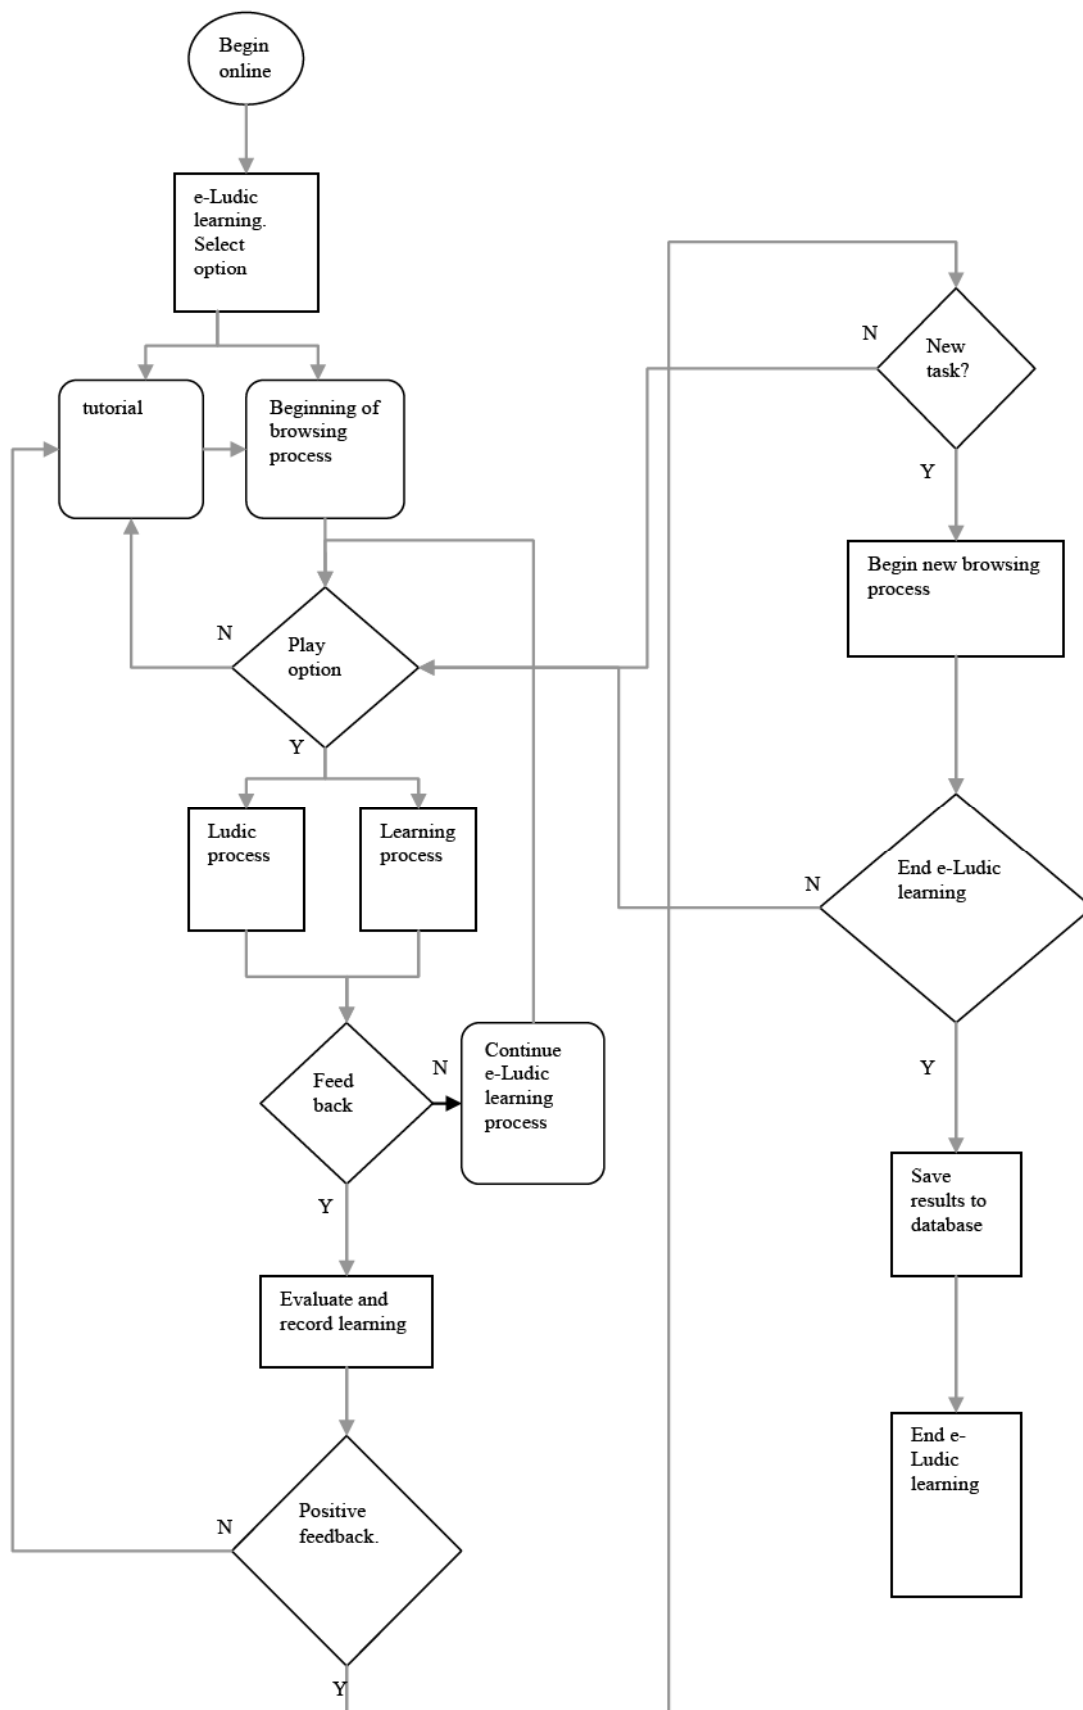 Begin
online
e-Ludic
learning.
Select
option
tutorial
Beginning of
browsing
process
N
Play
option
Y
Ludic
process
Learning
process
Feed
back
N
Continue
e-Ludic
learning
process
Y
Evaluate and
record learning
N
Positive
feedback.
Y
N
New
task?
Y
Begin new browsing
process
N
End e-Ludic
learning
Y
Save
results to
database
End e-
Ludic
learning